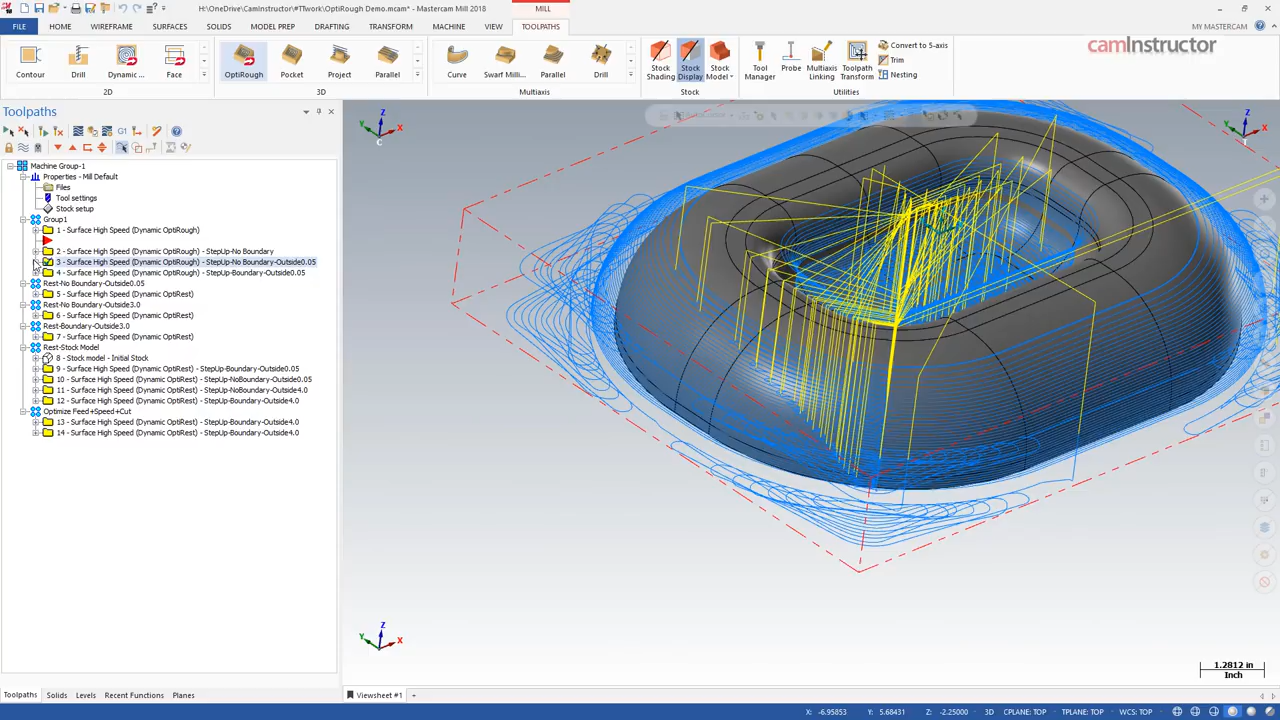 H:\OneDrive\CamInstructor\#TTwork\OptiRough Demo.mcam* - Mastercam Mill 2018
MILL
FILE HOME WIREFRAME SURFACES SOLIDS MODEL PREP DRAFTING TRANSFORM MACHINE VIEW TOOLPATHS MY MASTERCAM
camInstructor
Contour Drill Dynamic ... Face OptiRough Pocket Project Parallel Curve Swarf Milli... Parallel Drill
Stock Shading Stock Display Stock Model Tool Manager Probe Multiaxis Linking Toolpath Transform
Convert to 5-axis
Trim
Nesting
2D 3D Multiaxis Stock Utilities
Toolpaths
G1
Machine Group-1
Properties - Mill Default
Files
Tool settings
Stock setup
Group1
1 - Surface High Speed (Dynamic OptiRough)
2 - Surface High Speed (Dynamic OptiRough) - StepUp-No Boundary
3 - Surface High Speed (Dynamic OptiRough) - StepUp-No Boundary-Outside0.05
4 - Surface High Speed (Dynamic OptiRough) - StepUp-Boundary-Outside0.05
Rest-No Boundary-Outside0.05
5 - Surface High Speed (Dynamic OptiRest)
Rest-No Boundary-Outside3.0
6 - Surface High Speed (Dynamic OptiRest)
Rest-Boundary-Outside3.0
7 - Surface High Speed (Dynamic OptiRest)
Rest-Stock Model
8 - Stock model - Initial Stock
9 - Surface High Speed (Dynamic OptiRest) - StepUp-Boundary-Outside0.05
10 - Surface High Speed (Dynamic OptiRest) - StepUp-NoBoundary-Outside0.05
11 - Surface High Speed (Dynamic OptiRest) - StepUp-NoBoundary-Outside4.0
12 - Surface High Speed (Dynamic OptiRest) - StepUp-Boundary-Outside4.0
Optimize Feed+Speed+Cut
13 - Surface High Speed (Dynamic OptiRest) - StepUp-Boundary-Outside4.0
14 - Surface High Speed (Dynamic OptiRest) - StepUp-Boundary-Outside4.0
Z
Y X
C
Z
Y X
T
Z
Y X
1.2812 in
Inch
Toolpaths Solids Levels Recent Functions Planes
Viewsheet #1 +
X: -6.95853 Y: 5.68431 Z: -2.25000 3D CPLANE: TOP TPLANE: TOP WCS: TOP